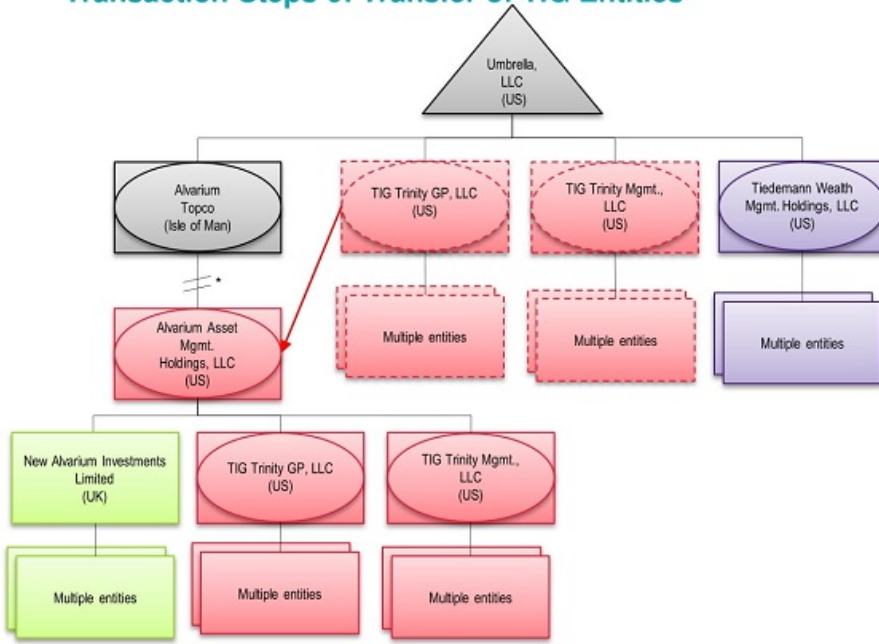 Transaction Steps 9: Transfer of TIG Entities
Umbrella,
LLC
(US)
Alvarium
Topco
(Isle of Man)
TIG Trinity GP, LLC
(US)
TIG Trinity Mgmt.,
LLC
(US)
Tiedemann Wealth
Mgmt. Holdings, LLC
(US)
*
Alvarium Asset
Mgmt.
Holdings, LLC
(US)
Multiple entities
Multiple entities
Multiple entities
New Alvarium Investments
Limited
(UK)
TIG Trinity GP, LLC
(US)
TIG Trinity Mgmt.,
LLC
(US)
Multiple entities
Multiple entities
Multiple entities